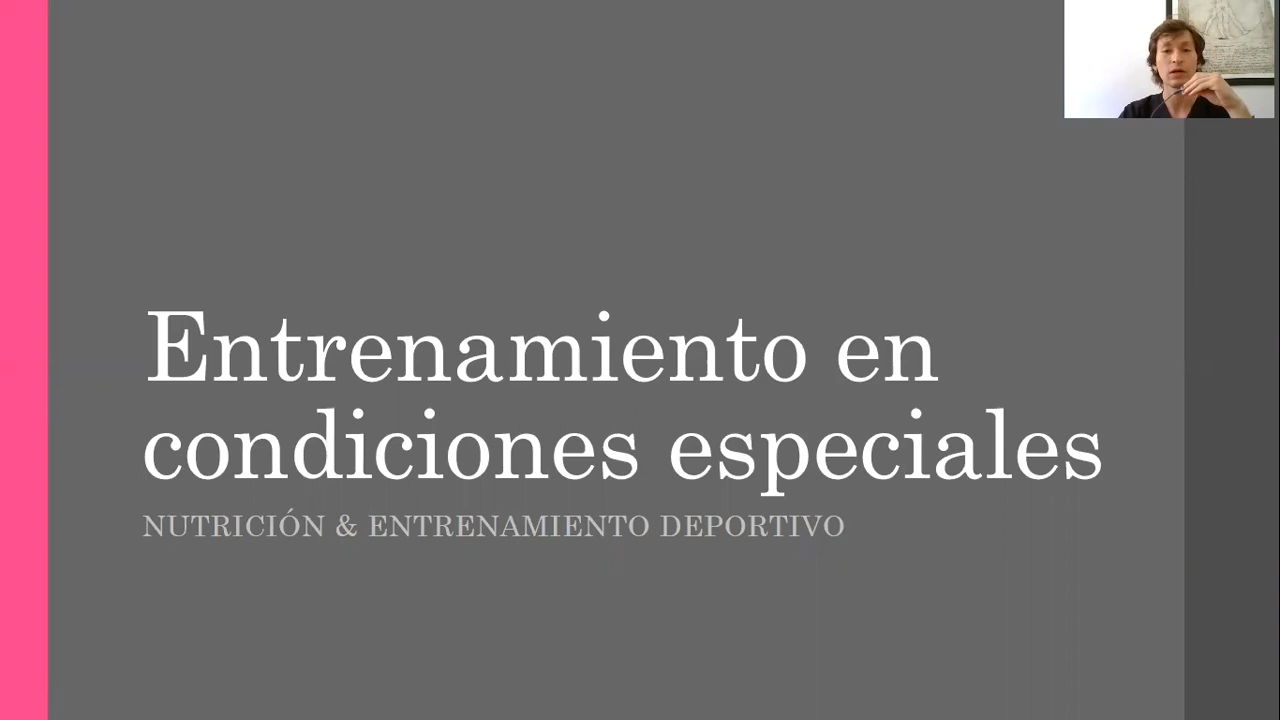 Entrenamiento en
condiciones especiales
NUTRICIÓN & ENTRENAMIENTO DEPORTIVO